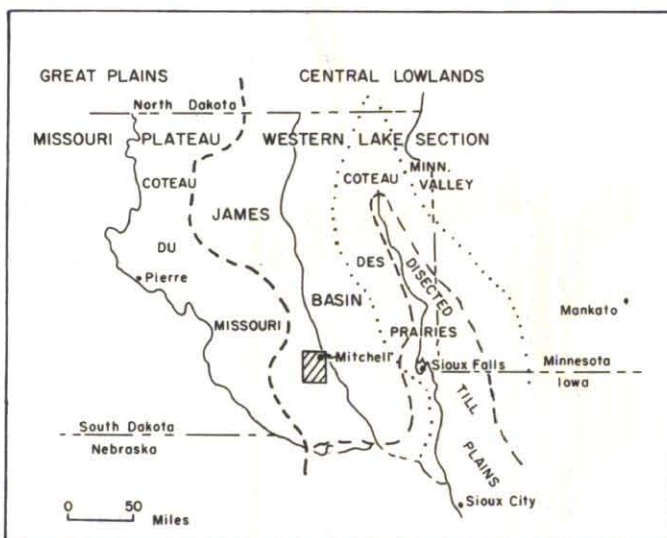 GREAT PLAINS
CENTRAL LOWLANDS
North Dakota
MISSOURI PLATEAU
WESTERN LAKE SECTION
COTEAU
DU
MISSOURI
Pierre
JAMES
BASIN
COTEAU
DES
PRAIRIES
MINN.
VALLEY
DISECTED
TILL
PLAINS
Mankato
Mitchell
Sioux Falls
Minnesota
Iowa
South Dakota
Nebraska
Sioux City
0 50
Miles